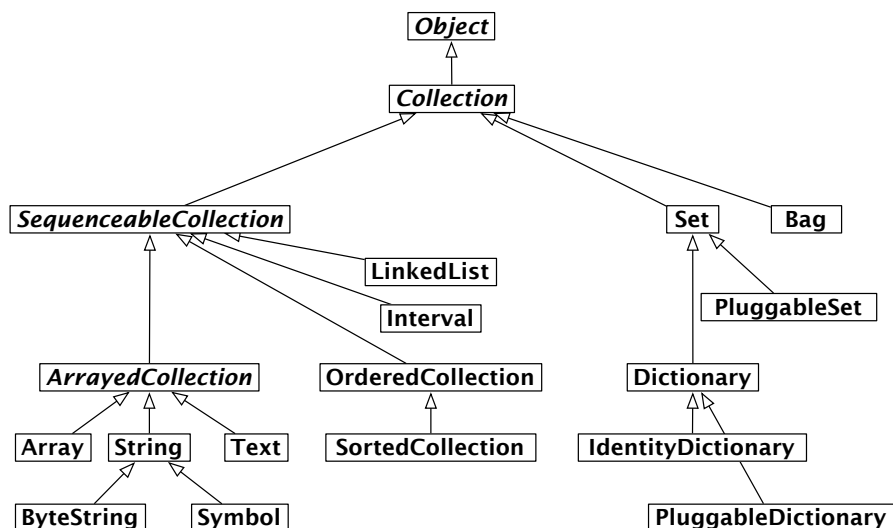 Object
Collection
SequenceableCollection
Set
Bag
LinkedList
PluggableSet
Interval
ArrayedCollection
OrderedCollection
Dictionary
Array
String
Text
SortedCollection
IdentityDictionary
ByteString
Symbol
PluggableDictionary